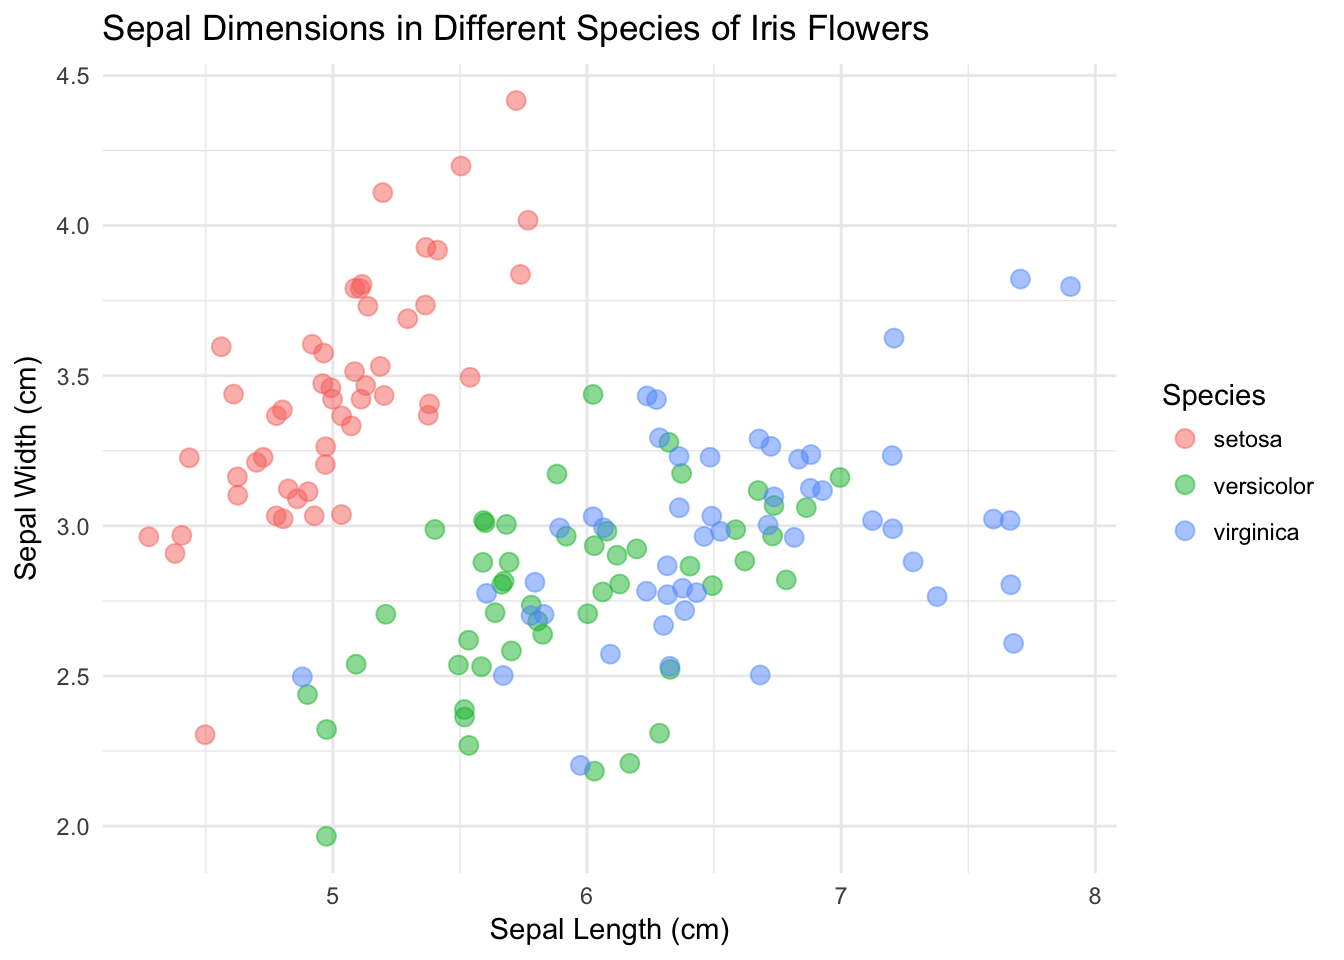 Sepal Dimensions in Different Species of Iris Flowers
4.5
4.0
3.5
3.0
2.5
2.0
Sepal Width (cm)
5 6 7 8
Sepal Length (cm)
Species
setosa
versicolor
virginica